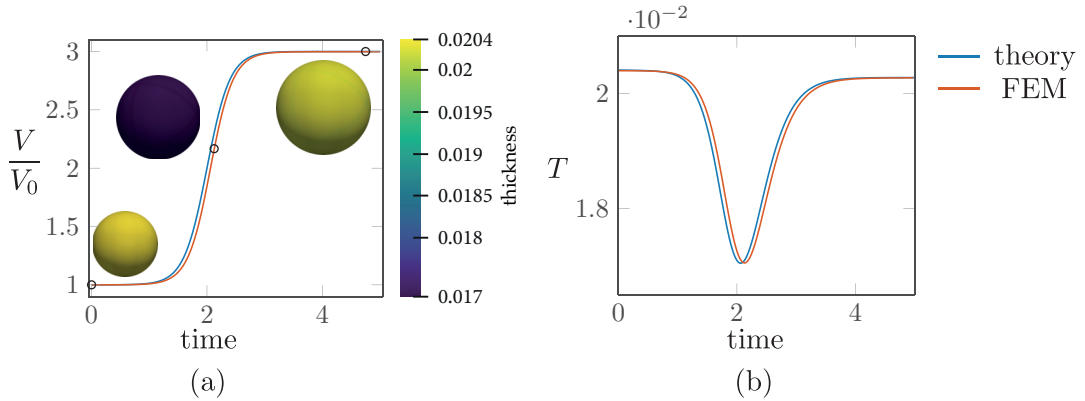 3
2.5
2
1.5
1
V
V₀
0
2
4
time
(a)
0.0204
0.02
0.0195
0.019
0.0185
0.018
0.017
thickness
·10⁻²
2
1.8
T
0
2
4
time
(b)
theory
FEM